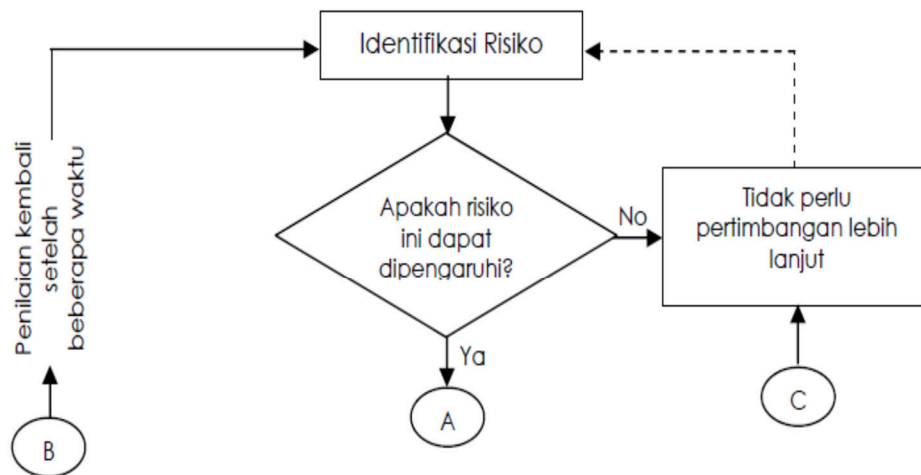 Identifikasi Risiko
Penilaian kembali
setelah
beberapa waktu
Apakah risiko
ini dapat
dipengaruhi?
No
Tidak perlu
pertimbangan lebih
lanjut
Ya
A
B
C